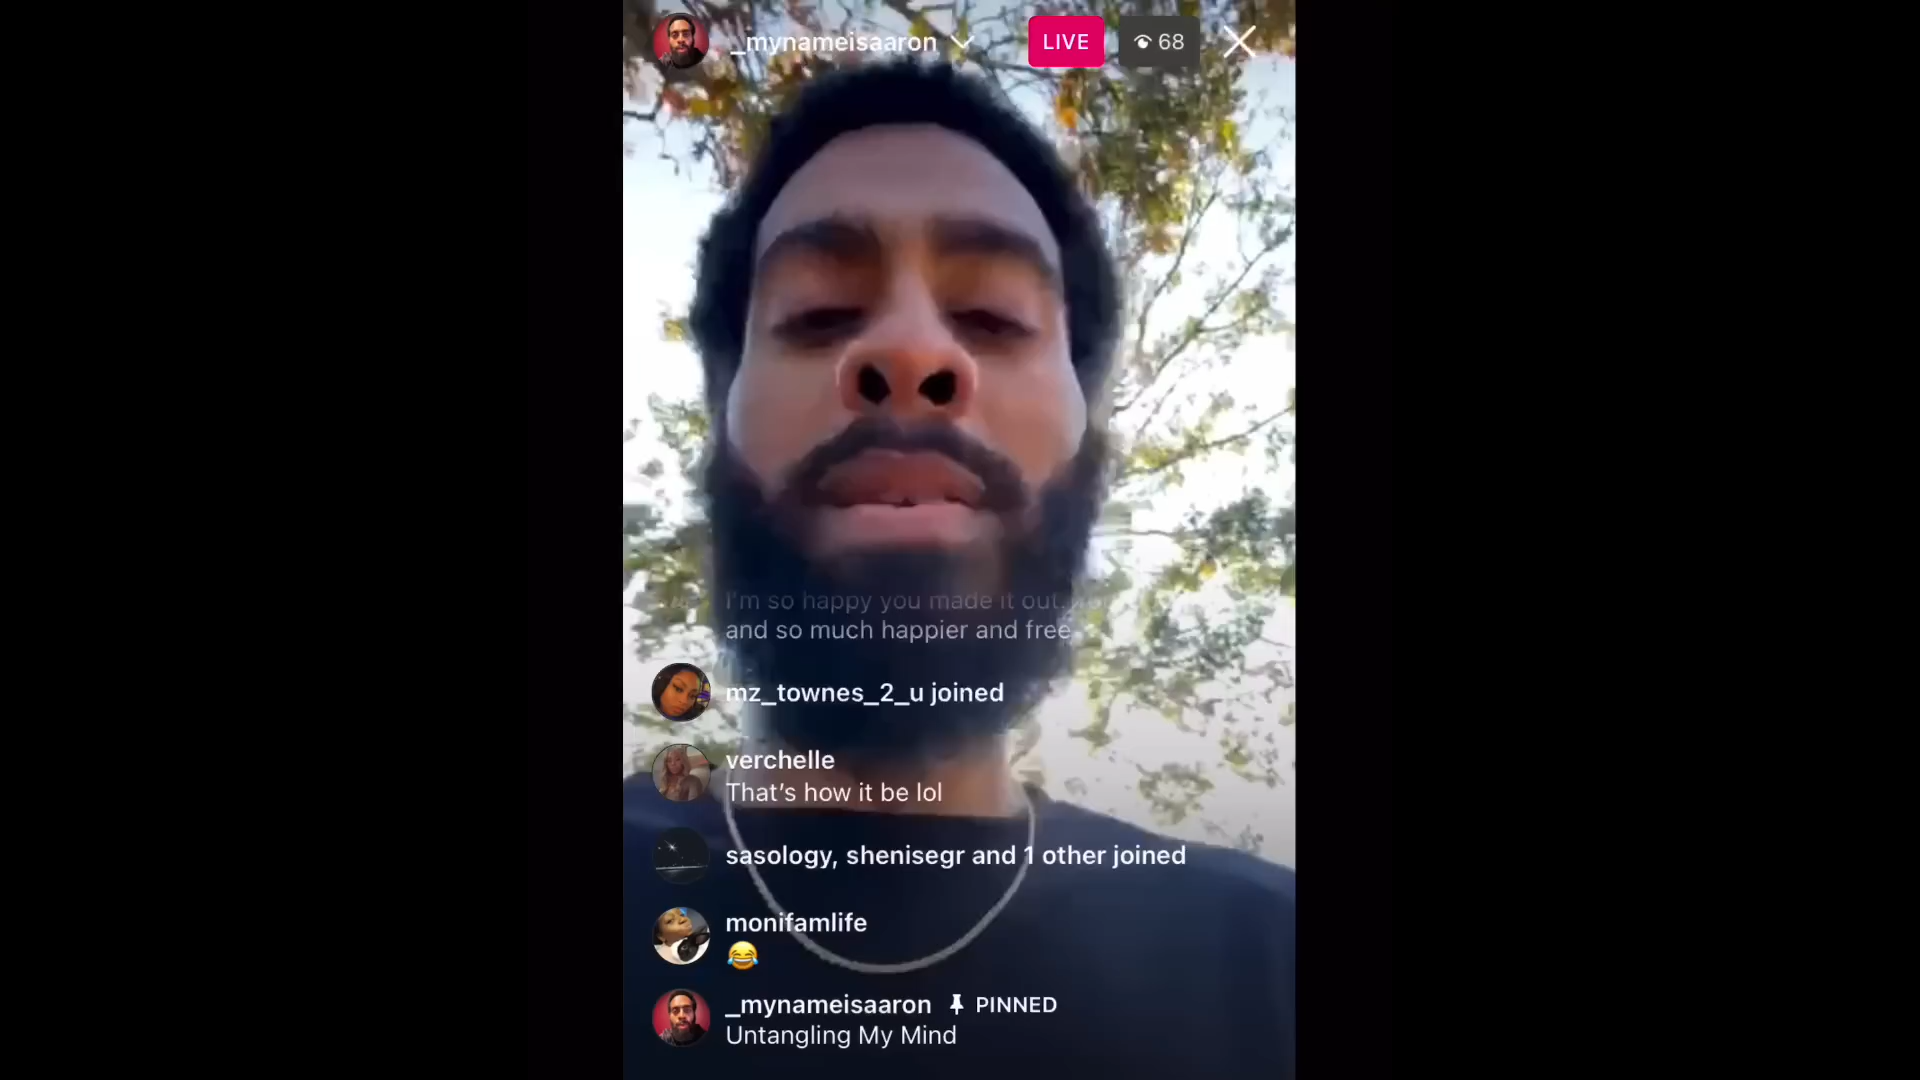 _mynameisaaron
LIVE
68
I'm so happy you made it out.
and so much happier and free
mz_townes_2_u joined
verchelle
That's how it be lol
sasology, shenisegr and 1 other joined
monifamlife
😂
_mynameisaaron PINNED
Untangling My Mind